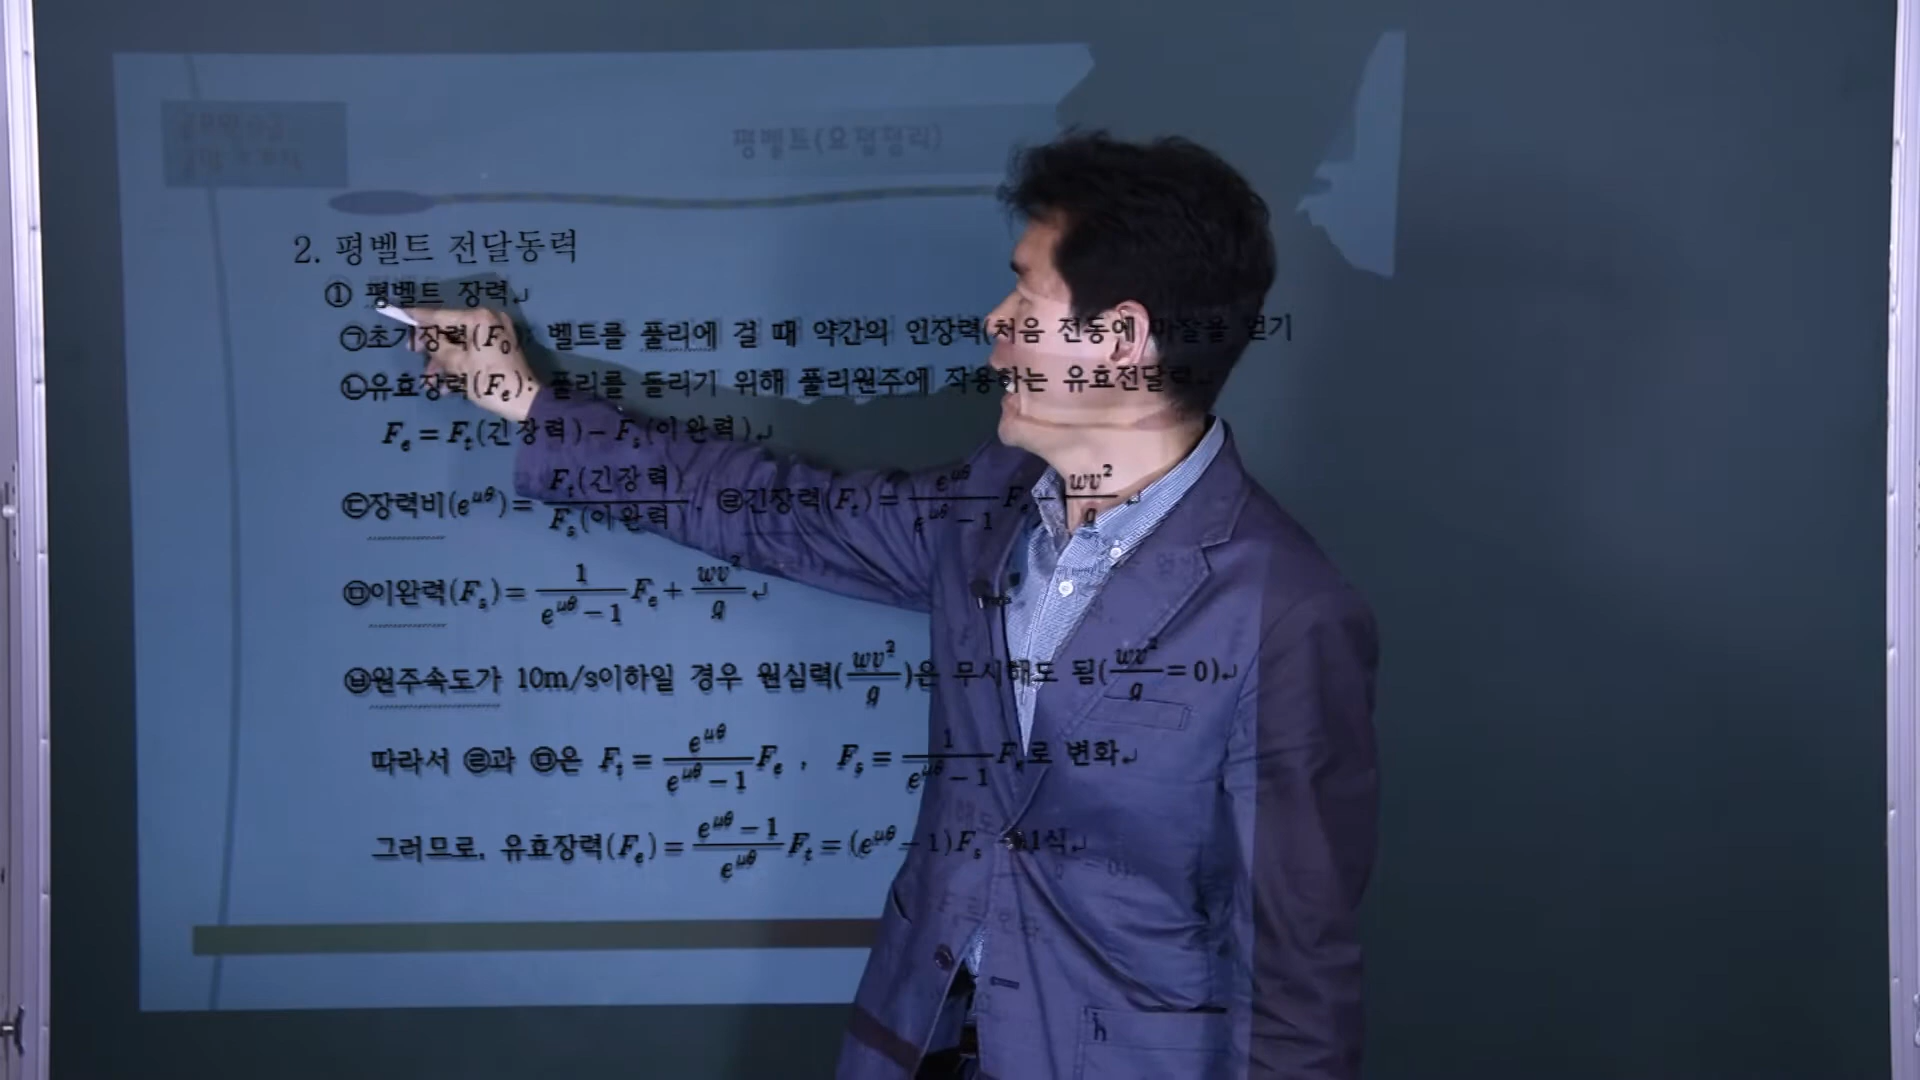 평벨트(요점정리)
2. 평벨트 전달동력
① 평벨트 장력
㉠초기장력(F₀): 벨트를 풀리에 걸 때 약간의 인장력(처음 전동에 마찰을 얻기
㉡유효장력(Fₑ): 풀리를 돌리기 위해 풀리원주에 작용하는 유효전달력
Fₑ = Fₜ(긴장력) − Fₛ(이완력)
㉢장력비(e^{μθ}) = Fₜ(긴장력) / Fₛ(이완력 . ㉣긴장력(Fₜ) = e^{μθ} / (e^{μθ} − 1) Fₑ + wv² / g
㉤이완력(Fₛ) = 1 / (e^{μθ} − 1) Fₑ + wv² / g
㉥원주속도가 10m/s이하일 경우 원심력(wv² / g)은 무시해도 됨(wv² / g = 0)
따라서 ㉣과 ㉤은 Fₜ = e^{μθ} / (e^{μθ} − 1) Fₑ , Fₛ = 1 / (e^{μθ} − 1) Fₑ로 변화
그러므로, 유효장력(Fₑ) = (e^{μθ} − 1) / e^{μθ} Fₜ = (e^{μθ} − 1)Fₛ 1식